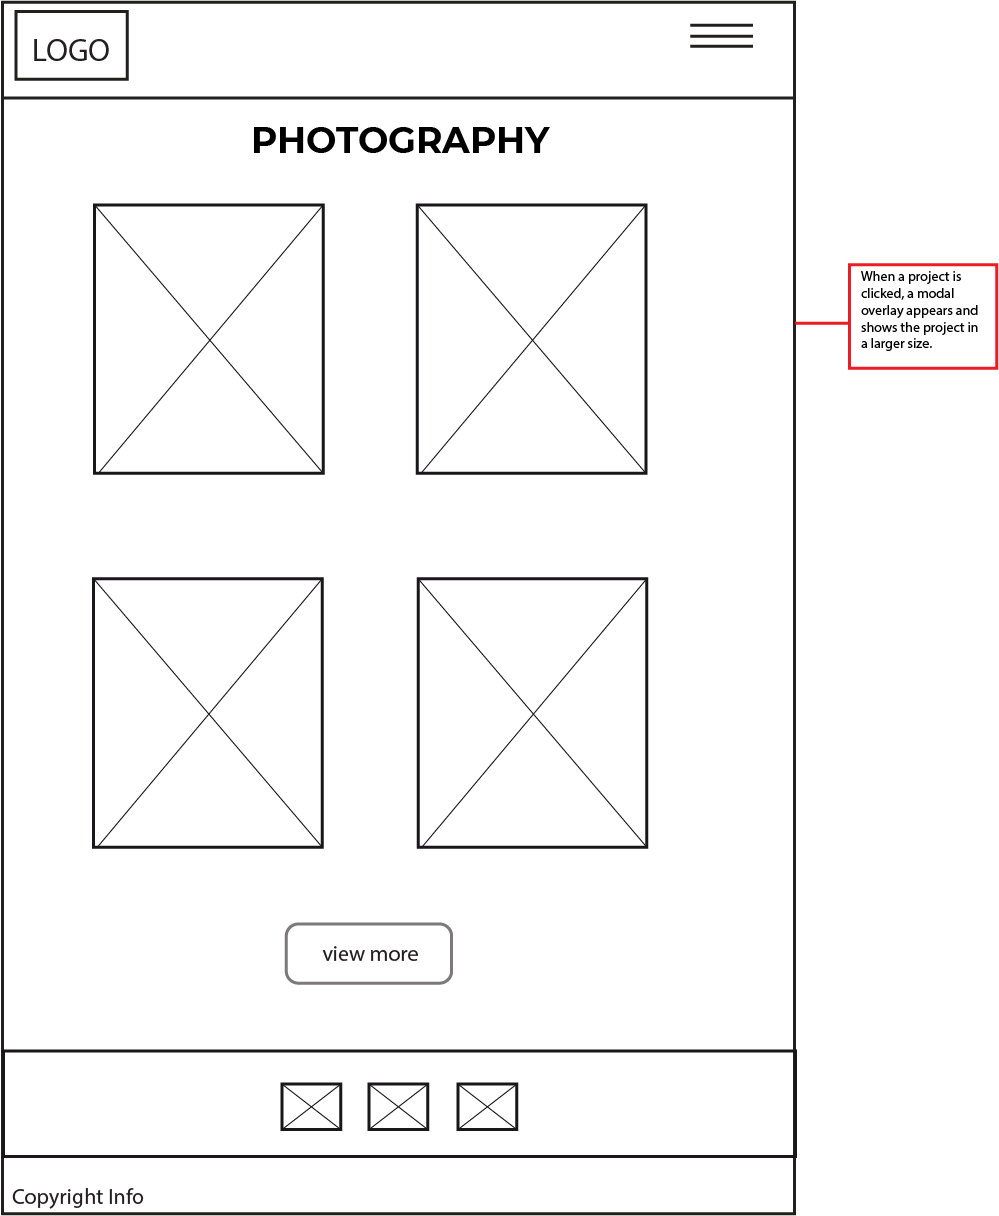 LOGO
PHOTOGRAPHY
When a project is
clicked, a modal
overlay appears and
shows the project in
a larger size.
view more
Copyright Info